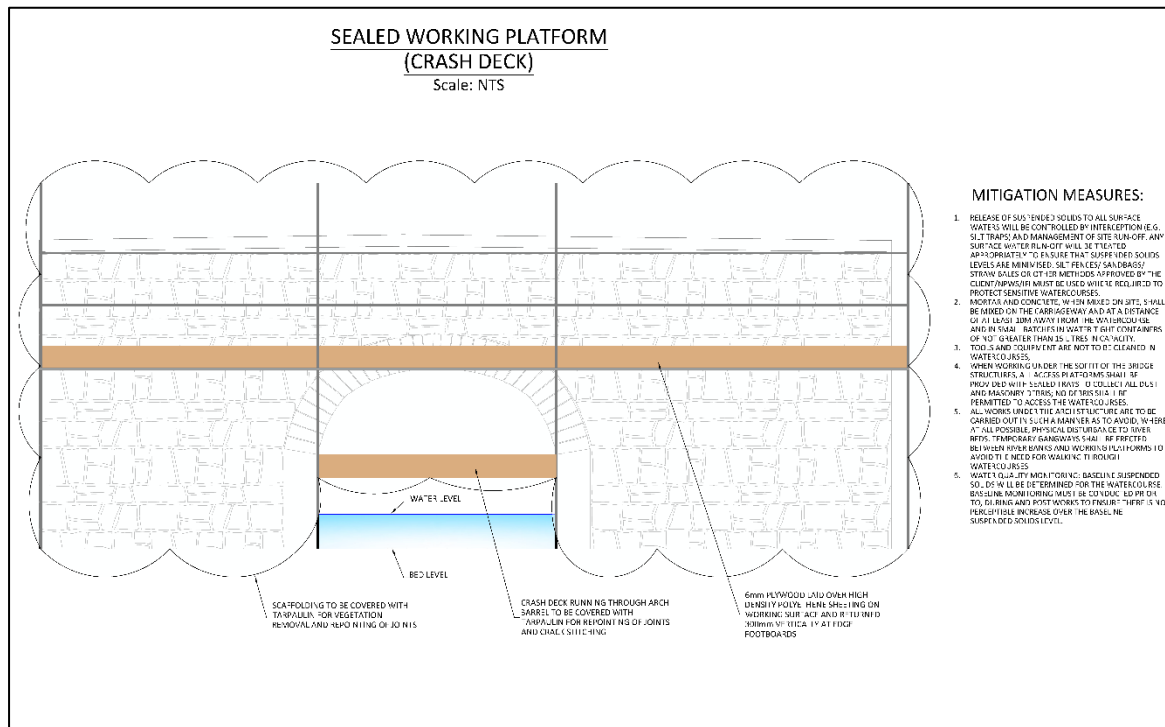 SEALED WORKING PLATFORM
(CRASH DECK)
Scale: NTS
MITIGATION MEASURES:
1. RELEASE OF SUSPENDED SOLIDS TO ALL SURFACE
WATERS WILL BE CONTROLLED BY INTERCEPTION (E.G.
SILT TRAPS) AND MANAGEMENT OF SITE RUN-OFF. ANY
SURFACE WATER RUN-OFF WILL BE TREATED
APPROPRIATELY TO ENSURE THAT SUSPENDED SOLIDS
LEVELS ARE MINIMISED. SILT FENCES/ SANDBAGS/
STRAW BALES OR OTHER METHODS APPROVED BY THE
CLIENT/NPWS/IFI MUST BE USED WHERE REQUIRED TO
PROTECT SENSITIVE WATERCOURSES.
2. MORTAR AND CONCRETE, WHEN MIXED ON SITE, SHALL
BE MIXED ON THE CARRIAGEWAY AND AT A DISTANCE
OF AT LEAST 10M AWAY FROM THE WATERCOURSE
AND IN SMALL BATCHES IN WATER TIGHT CONTAINERS
OF NOT GREATER THAN 15 LITRES IN CAPACITY.
3. TOOLS AND EQUIPMENT ARE NOT TO BE CLEANED IN
WATERCOURSES;
4. WHEN WORKING UNDER THE SOFFIT OF THE BRIDGE
STRUCTURES, ALL ACCESS PLATFORMS SHALL BE
PROVIDED WITH SEALED TRAYS TO COLLECT ALL DUST
AND MASONRY DEBRIS; NO DEBRIS SHALL BE
PERMITTED TO ACCESS THE WATERCOURSES.
5. ALL WORKS UNDER THE ARCH STRUCTURE ARE TO BE
CARRIED OUT IN SUCH A MANNER AS TO AVOID, WHERE
AT ALL POSSIBLE, PHYSICAL DISTURBANCE TO RIVER
BEDS. TEMPORARY GANGWAYS SHALL BE ERECTED
BETWEEN RIVER BANKS AND WORKING PLATFORMS TO
AVOID THE NEED FOR WALKING THROUGH
WATERCOURSES
6. WATER QUALITY MONITORING: BASELINE SUSPENDED
SOLIDS WILL BE DETERMINED FOR THE WATERCOURSE.
BASELINE MONITORING MUST BE CONDUCTED PRIOR
TO, DURING AND POST WORKS TO ENSURE THERE IS NO
PERCEPTIBLE INCREASE OVER THE BASELINE
SUSPENDED SOLIDS LEVEL.
WATER LEVEL
BED LEVEL
SCAFFOLDING TO BE COVERED WITH
TARPAULIN FOR VEGETATION
REMOVAL AND REPOINTING OF JOINTS
CRASH DECK RUNNING THROUGH ARCH
BARREL TO BE COVERED WITH
TARPAULIN FOR REPOINTING OF JOINTS
AND CRACK STITCHING
6mm PLYWOOD LAID OVER HIGH
DENSITY POLYETHENE SHEETING ON
WORKING SURFACE AND RETURNED
300mm VERTICALLY AT EDGE
FOOTBOARDS